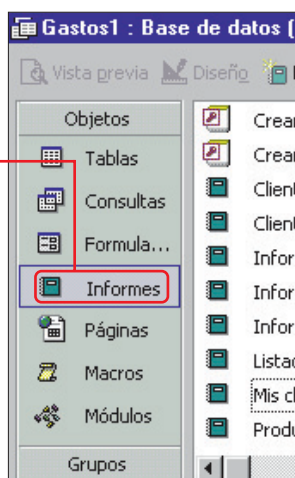 Gastos1 : Base de datos (
Vista previa Diseño
Objetos
Tablas
Consultas
Formula...
Informes
Páginas
Macros
Módulos
Grupos
Crear
Crear
Client
Client
Infor
Infor
Infor
Listad
Mis cl
Produ